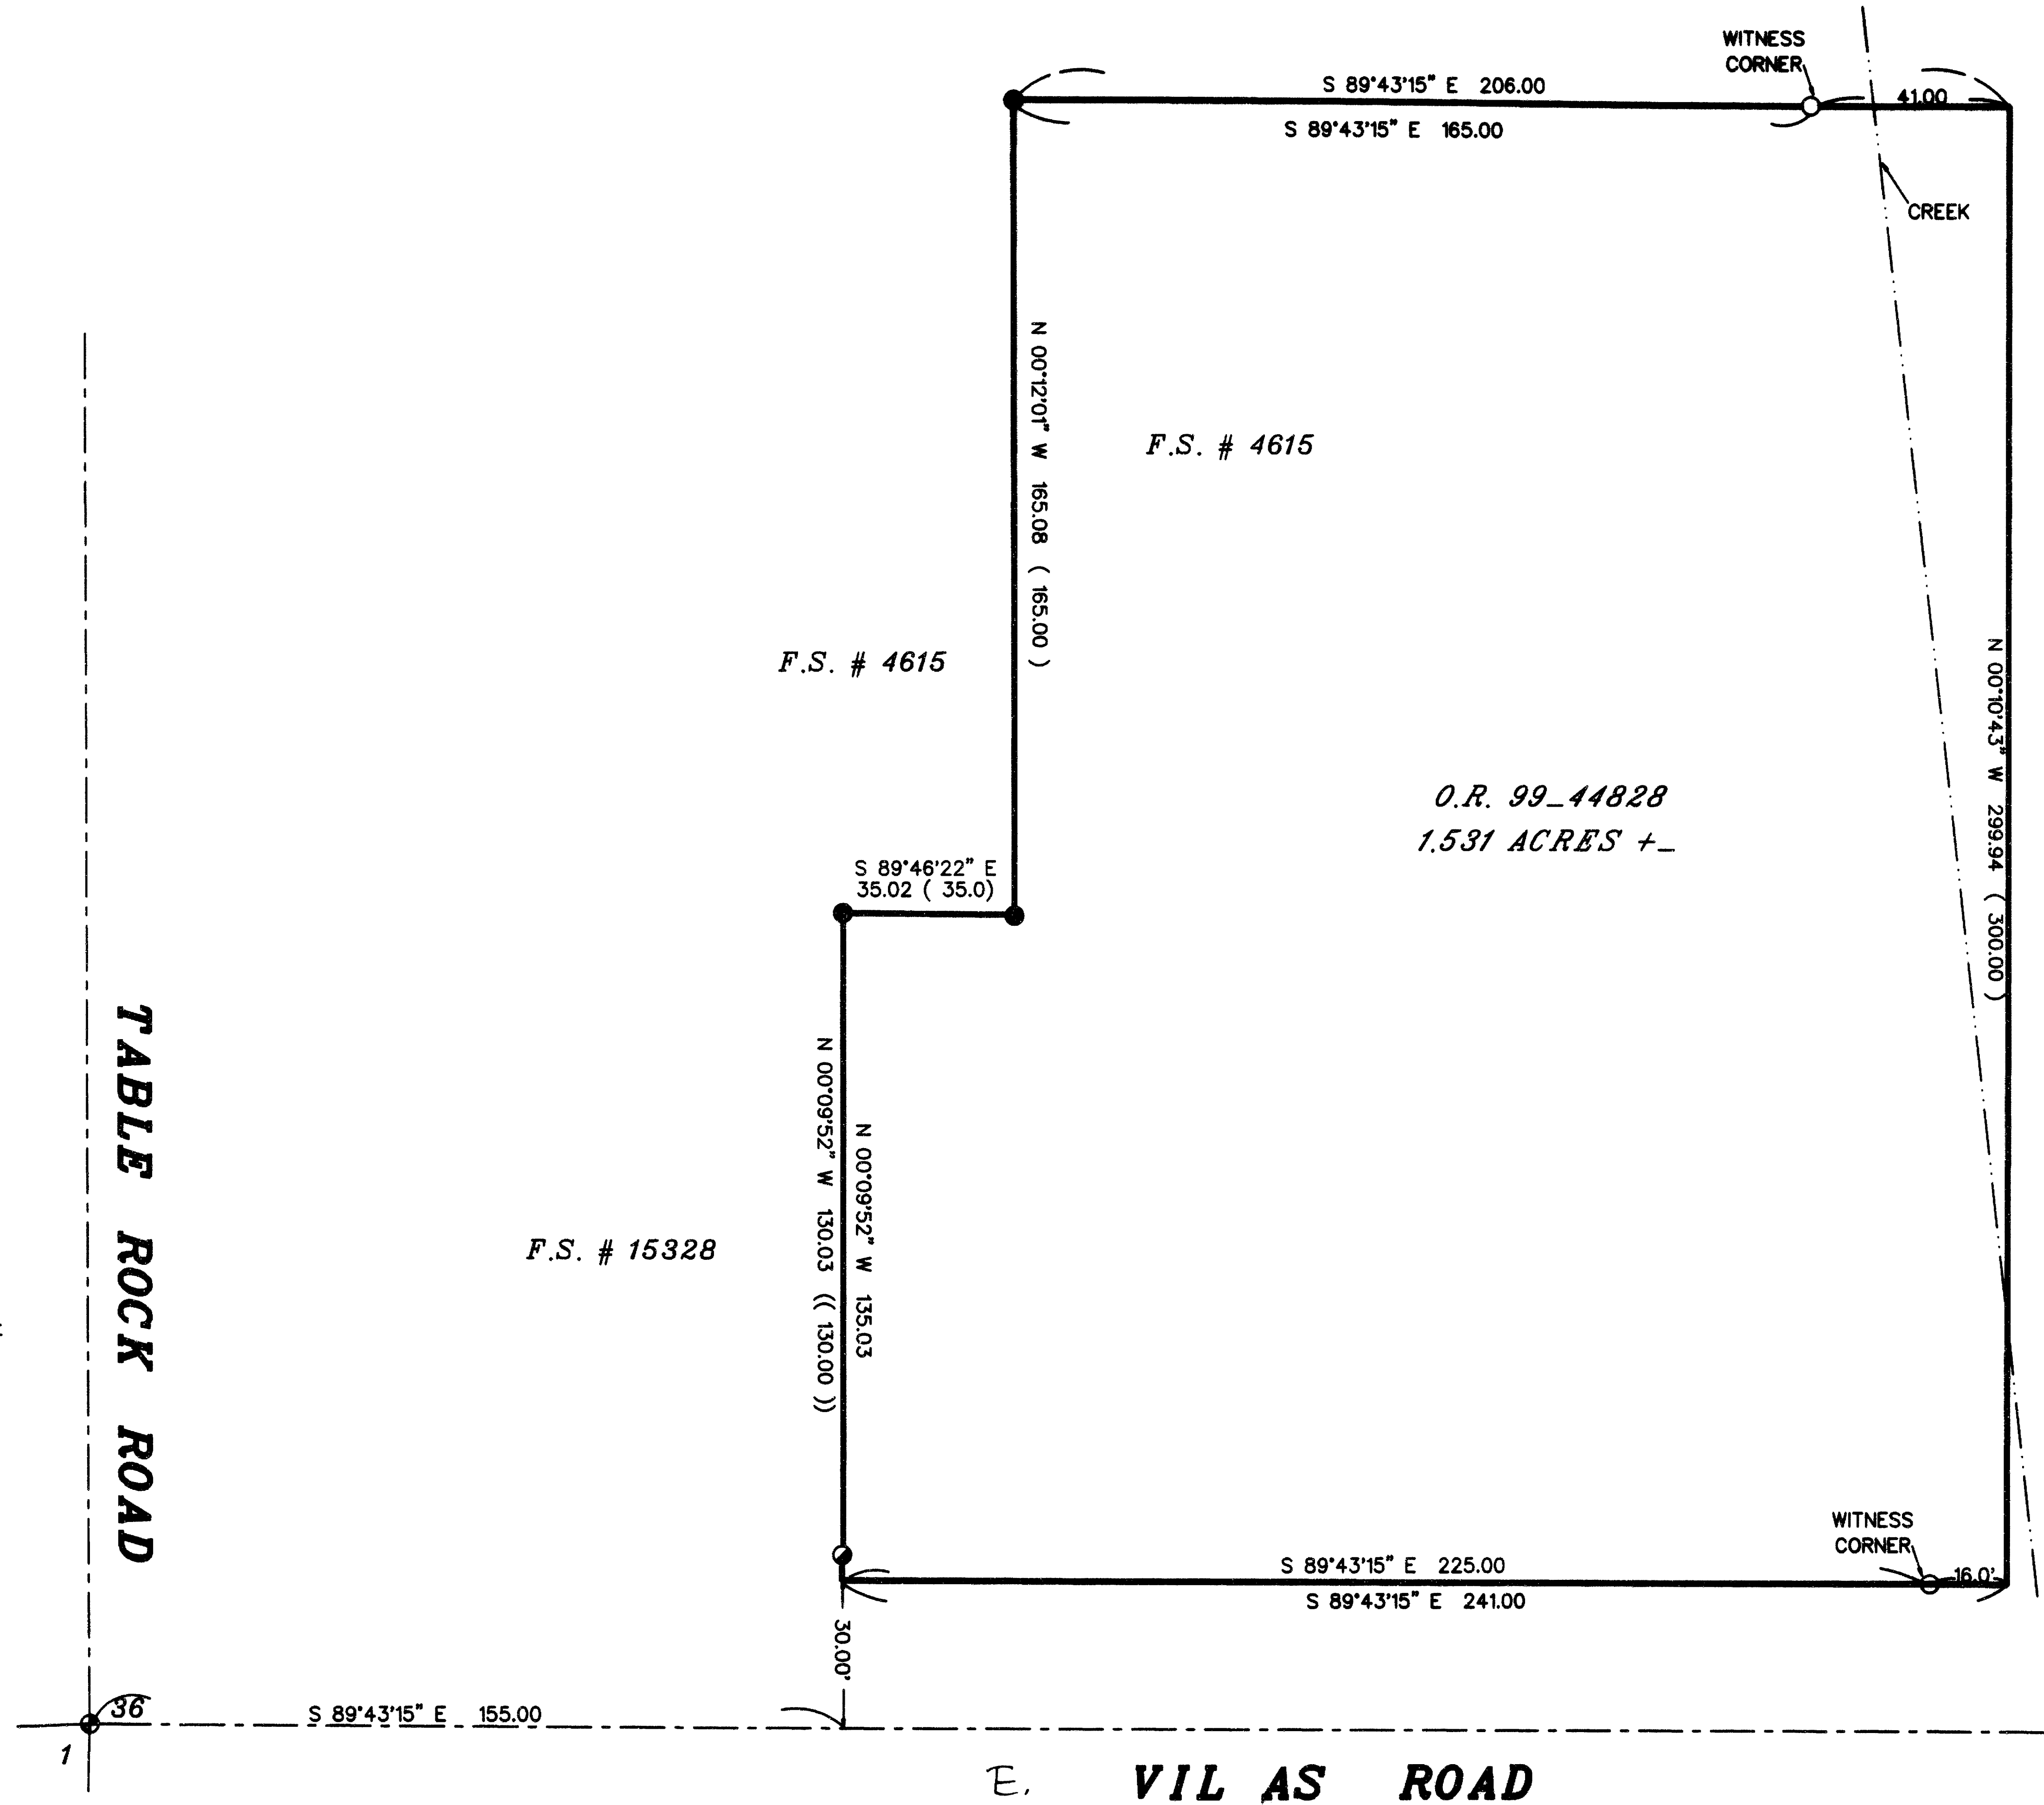 WITNESS
CORNER
S 89°43'15" E 206.00
41.00
S 89°43'15" E 165.00
CREEK
N 00°12'01" W 165.08 ( 165.00 )
F.S. # 4615
F.S. # 4615
N 00°10'43" W 299.94 ( 300.00 )
O.R. 99_44828
1.531 ACRES +_
S 89°46'22" E
35.02 ( 35.0)
TABLE ROCK ROAD
N 00°09'52" W 130.03 (( 130.00 ))
N 00°09'52" W 135.03
F.S. # 15328
WITNESS
CORNER
S 89°43'15" E 225.00
16.0'
S 89°43'15" E 241.00
30.00'
36
S 89°43'15" E 155.00
1
E. VILAS ROAD